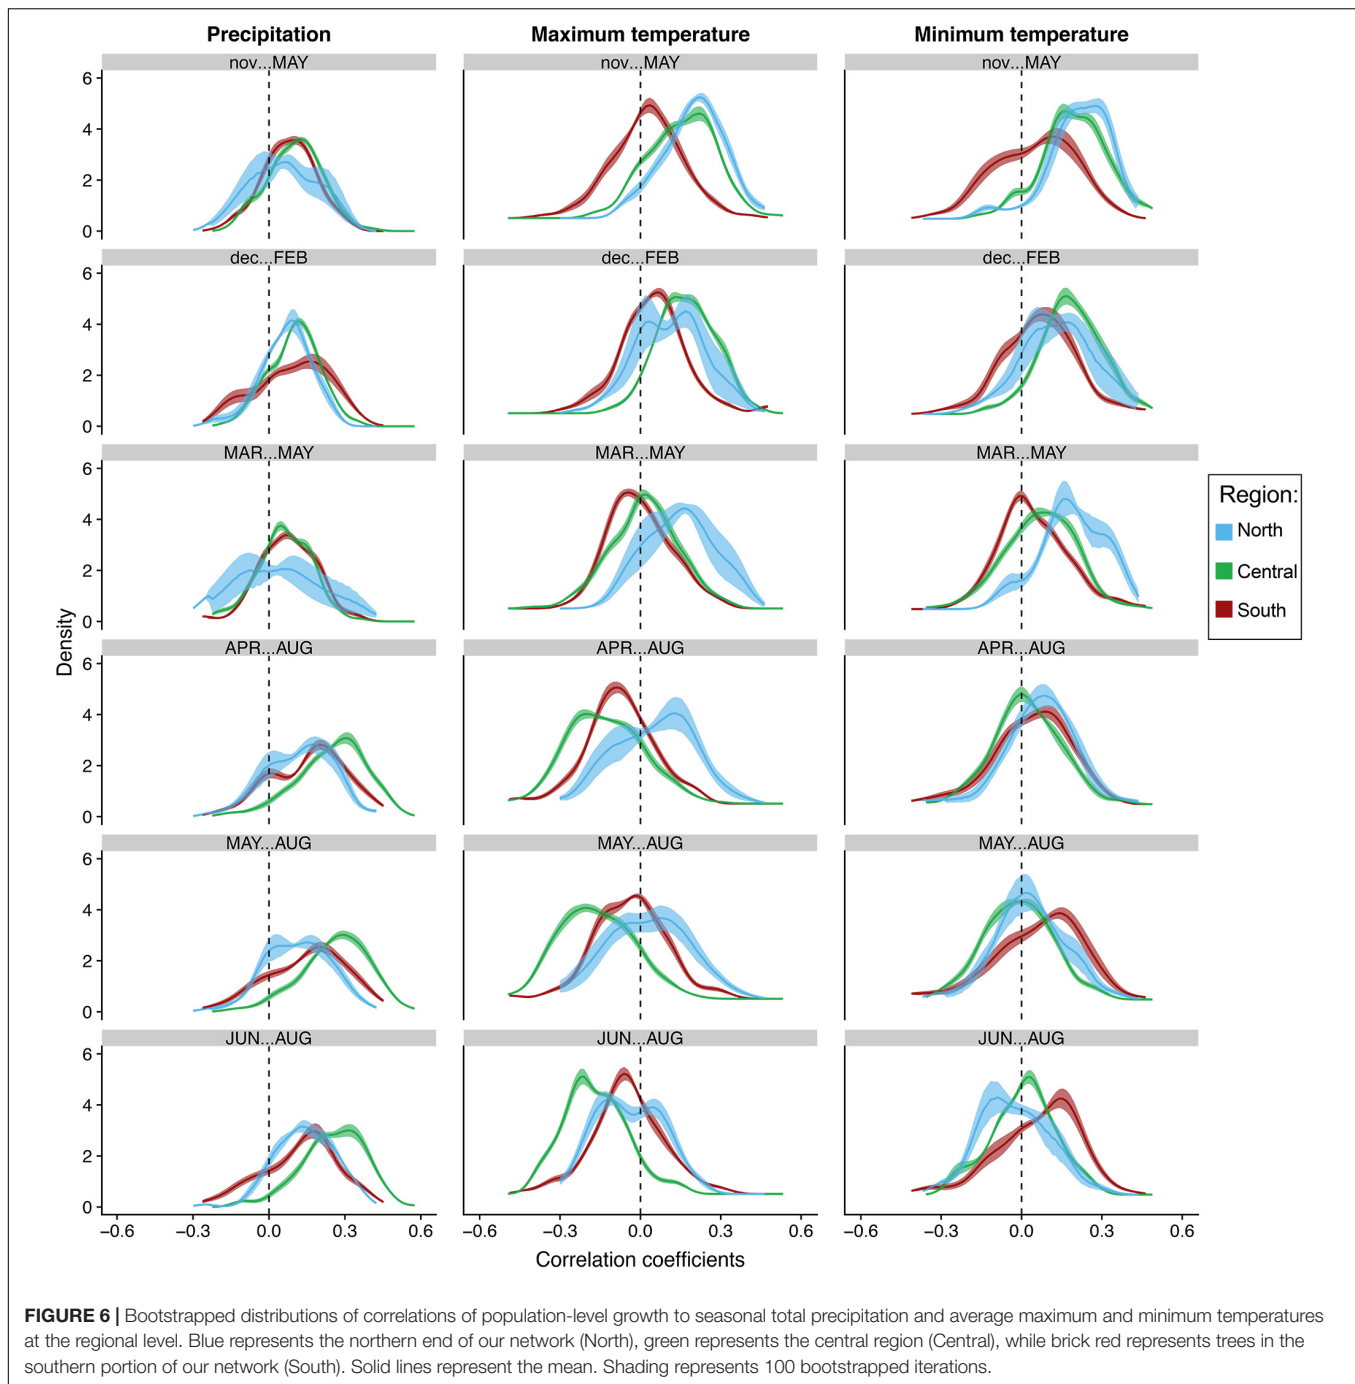 Precipitation Maximum temperature Minimum temperature
nov...MAY nov...MAY nov...MAY
6
4
2
0
dec...FEB dec...FEB dec...FEB
6
4
2
0
MAR...MAY MAR...MAY MAR...MAY
6
4
2
0
Region:
North
Central
South
Density
APR...AUG APR...AUG APR...AUG
6
4
2
0
MAY...AUG MAY...AUG MAY...AUG
6
4
2
0
JUN...AUG JUN...AUG JUN...AUG
6
4
2
0
−0.6 −0.3 0.0 0.3 0.6 −0.6 −0.3 0.0 0.3 0.6 −0.6 −0.3 0.0 0.3 0.6
Correlation coefficients
FIGURE 6 | Bootstrapped distributions of correlations of population-level growth to seasonal total precipitation and average maximum and minimum temperatures
at the regional level. Blue represents the northern end of our network (North), green represents the central region (Central), while brick red represents trees in the
southern portion of our network (South). Solid lines represent the mean. Shading represents 100 bootstrapped iterations.